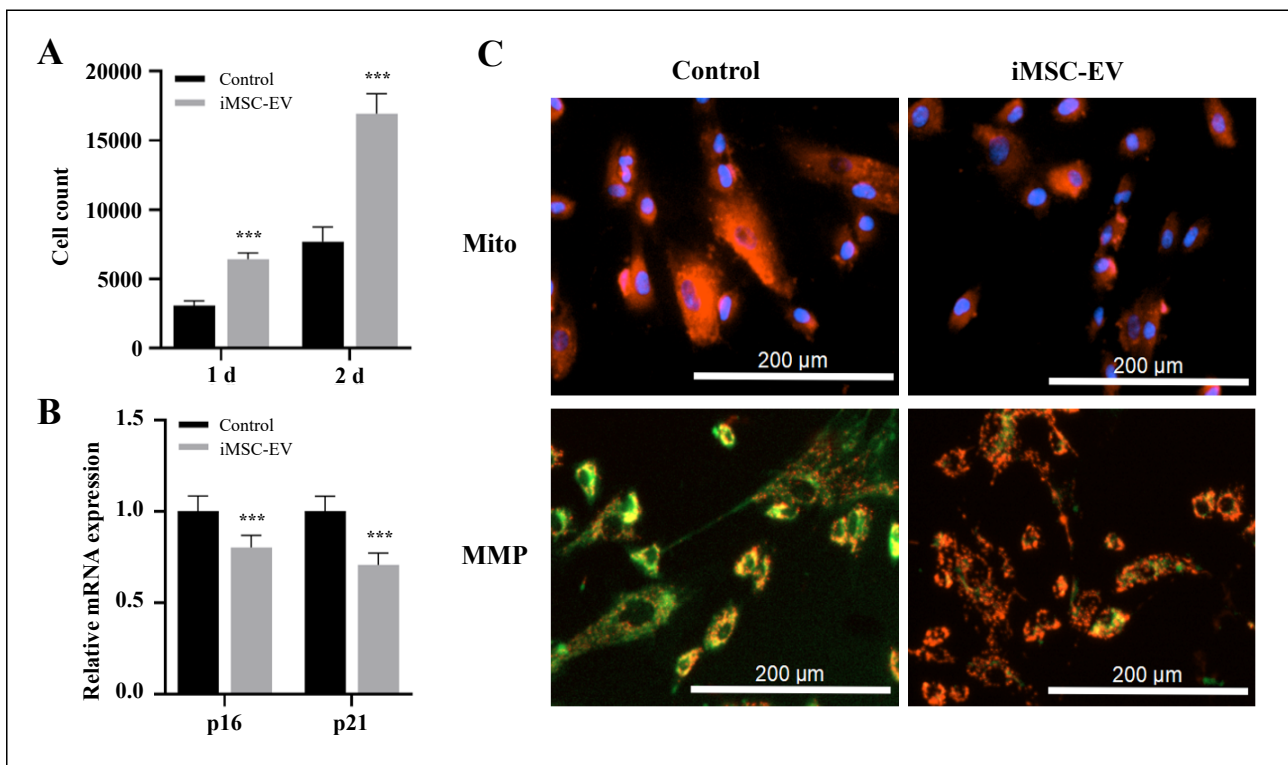 A
Cell count
20000
15000
10000
5000
0
Control
iMSC-EV
***
***
1 d
2 d
B
Relative mRNA expression
1.5
1.0
0.5
0.0
Control
iMSC-EV
***
***
p16
p21
C
Control
iMSC-EV
Mito
200 µm
200 µm
MMP
200 µm
200 µm